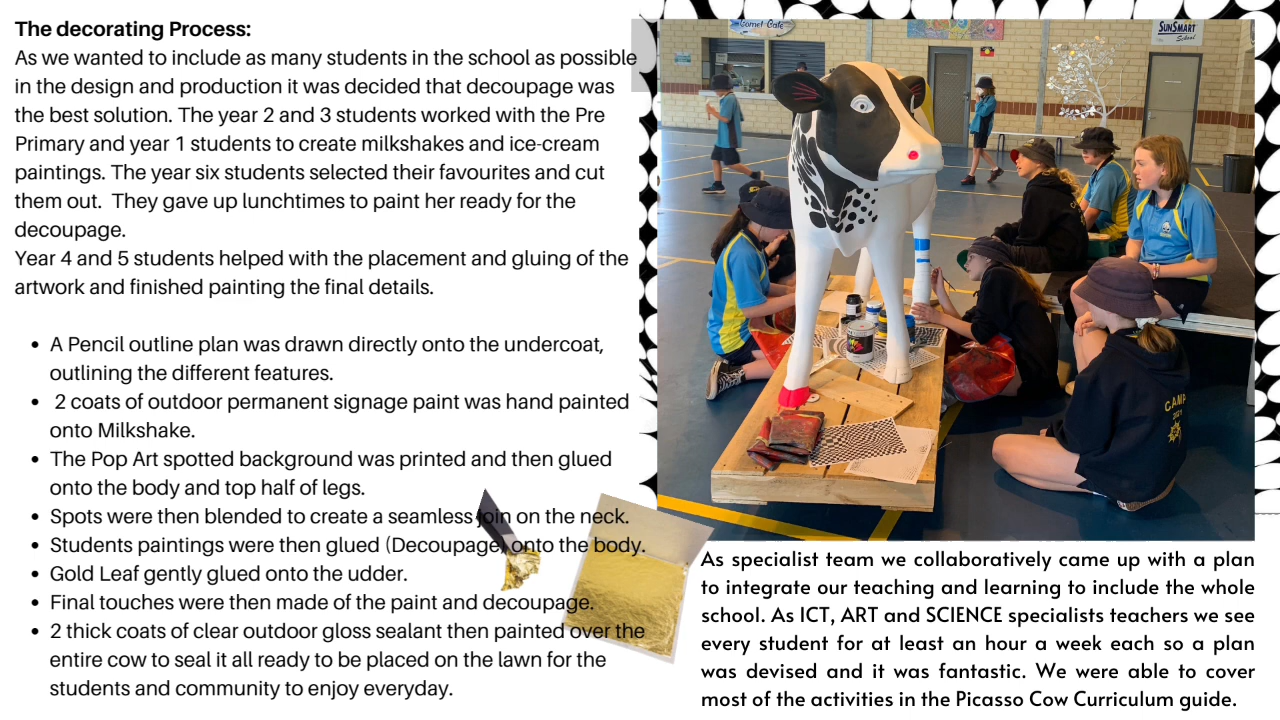 The decorating Process:
As we wanted to include as many students in the school as possible
in the design and production it was decided that decoupage was
the best solution. The year 2 and 3 students worked with the Pre
Primary and year 1 students to create milkshakes and ice-cream
paintings. The year six students selected their favourites and cut
them out.  They gave up lunchtimes to paint her ready for the
decoupage.
Year 4 and 5 students helped with the placement and gluing of the
artwork and finished painting the final details.
• A Pencil outline plan was drawn directly onto the undercoat,
outlining the different features.
•  2 coats of outdoor permanent signage paint was hand painted
onto Milkshake.
• The Pop Art spotted background was printed and then glued
onto the body and top half of legs.
• Spots were then blended to create a seamless join on the neck.
• Students paintings were then glued (Decoupage) onto the body.
• Gold Leaf gently glued onto the udder.
• Final touches were then made of the paint and decoupage.
• 2 thick coats of clear outdoor gloss sealant then painted over the
entire cow to seal it all ready to be placed on the lawn for the
students and community to enjoy everyday.
Comet Cafe
SUNSMART
School
CAMP
2021
As specialist team we collaboratively came up with a plan
to integrate our teaching and learning to include the whole
school. As ICT, ART and SCIENCE specialists teachers we see
every student for at least an hour a week each so a plan
was devised and it was fantastic. We were able to cover
most of the activities in the Picasso Cow Curriculum guide.